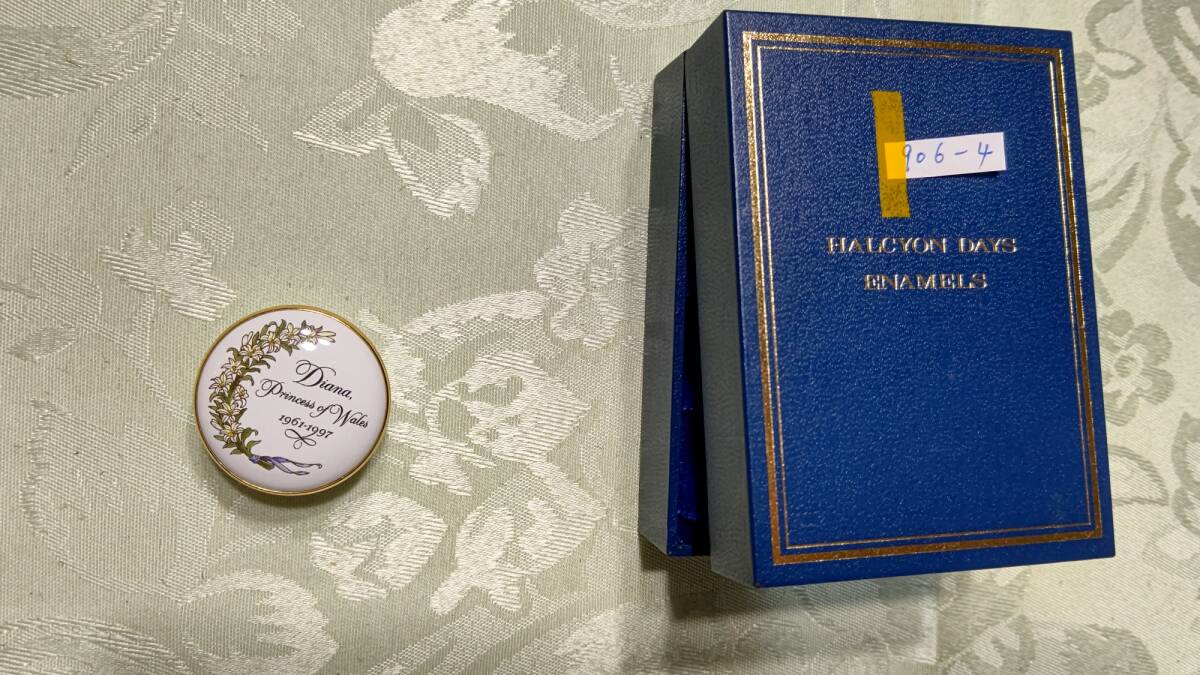 Diana,
Princess of Wales
1961-1997
906-4
HALCYON DAYS
ENAMELS